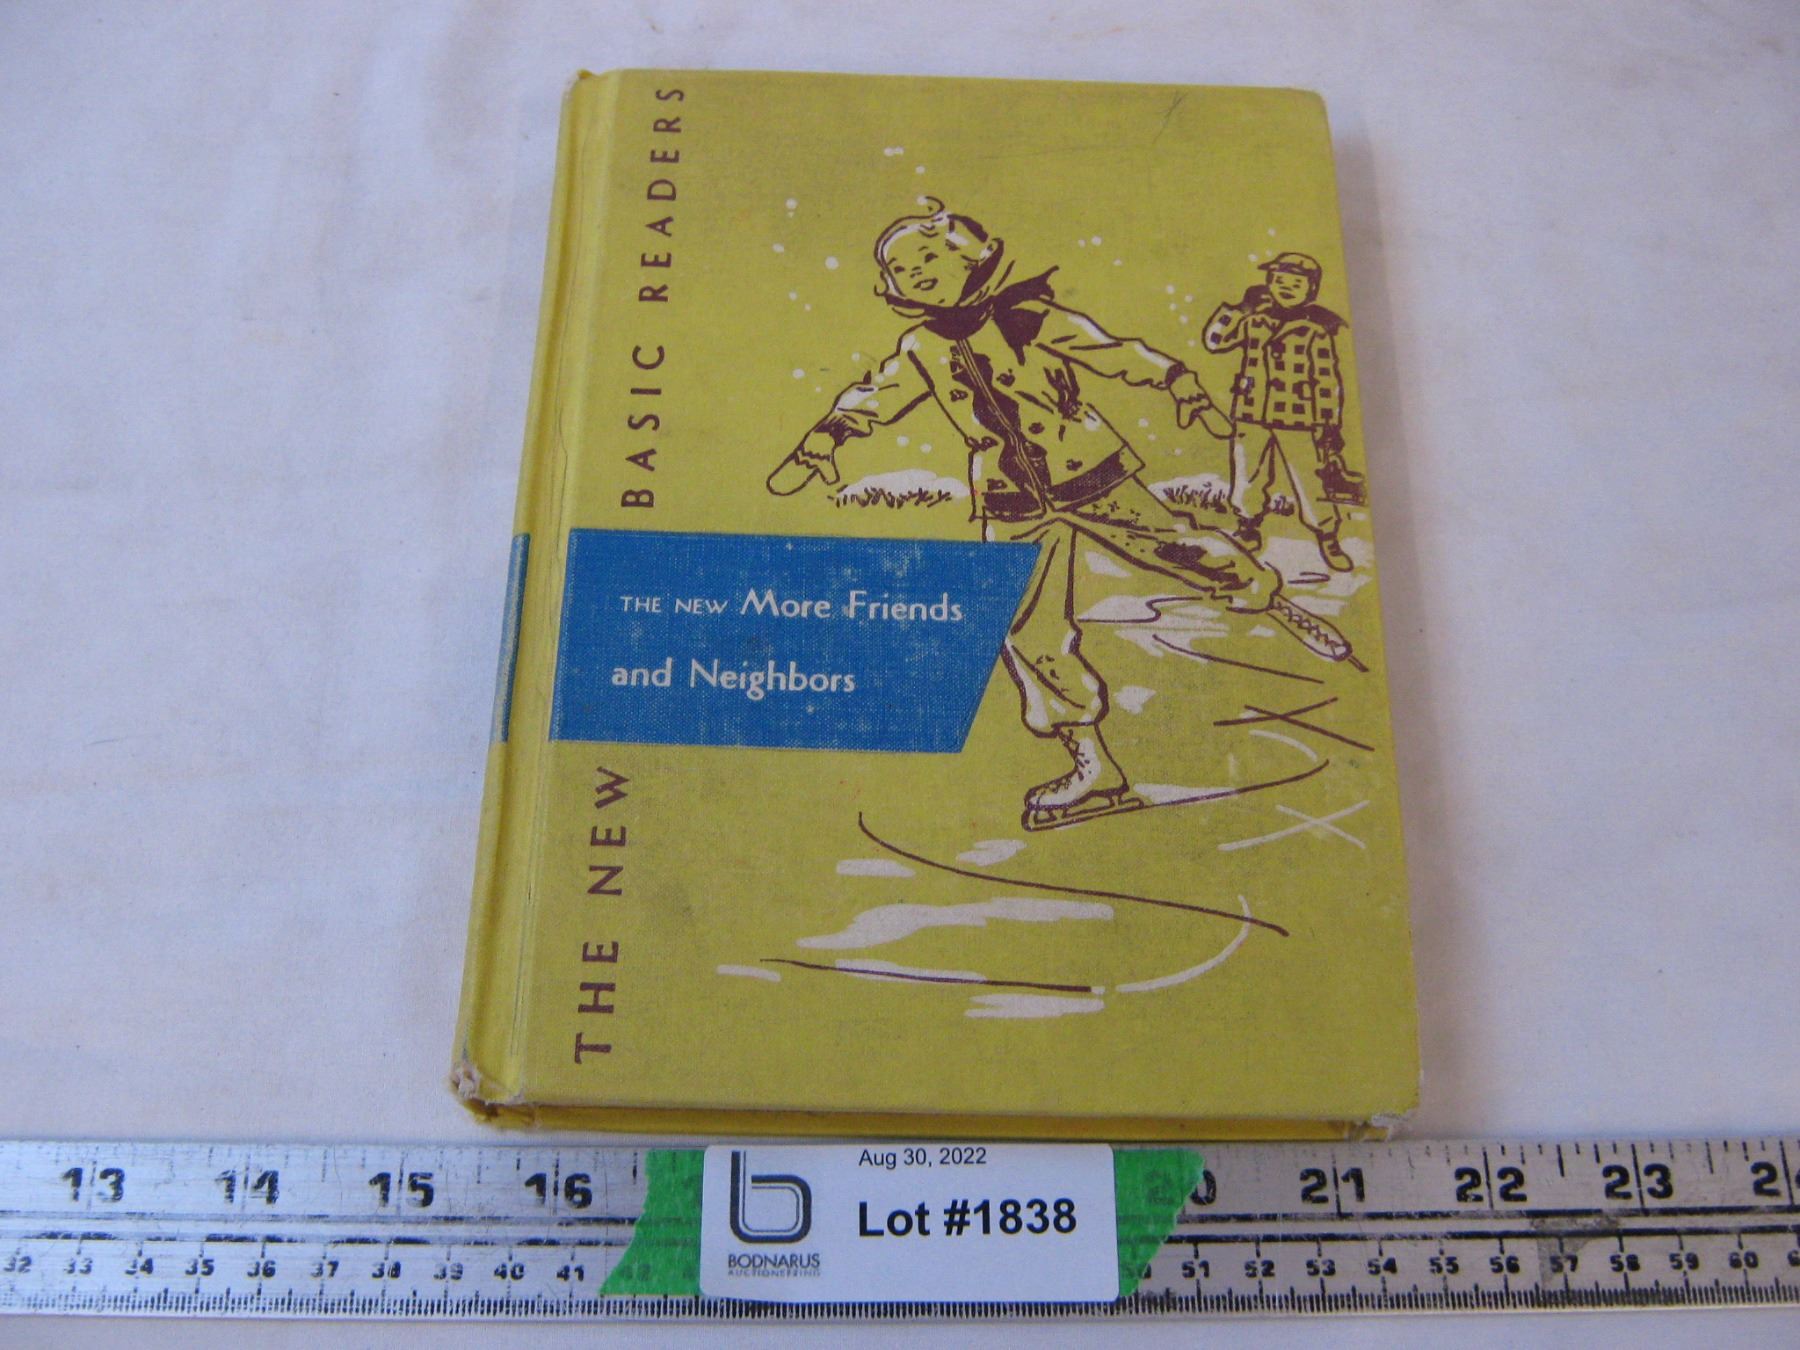 THE NEW BASIC READERS
THE NEW More Friends
and Neighbors
13 14 15 16 20 21 22 23
Aug 30, 2022
Lot #1838
BODNARUS
AUCTIONEERING
32 33 34 35 36 37 38 39 40 41 42 51 52 53 54 55 56 57 58 59 60